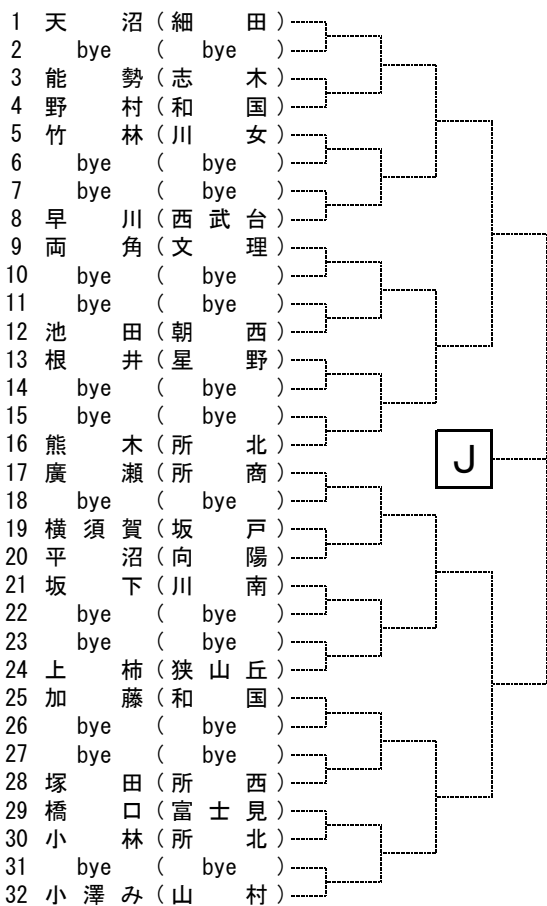 1 天 沼 ( 細 田 )
2 bye ( bye )
3 能 勢 ( 志 木 )
4 野 村 ( 和 国 )
5 竹 林 ( 川 女 )
6 bye ( bye )
7 bye ( bye )
8 早 川 ( 西 武 台 )
9 両 角 ( 文 理 )
10 bye ( bye )
11 bye ( bye )
12 池 田 ( 朝 西 )
13 根 井 ( 星 野 )
14 bye ( bye )
15 bye ( bye )
16 熊 木 ( 所 北 )
J
17 廣 瀬 ( 所 商 )
18 bye ( bye )
19 横 須 賀 ( 坂 戸 )
20 平 沼 ( 向 陽 )
21 坂 下 ( 川 南 )
22 bye ( bye )
23 bye ( bye )
24 上 柿 ( 狭 山 丘 )
25 加 藤 ( 和 国 )
26 bye ( bye )
27 bye ( bye )
28 塚 田 ( 所 西 )
29 橋 口 ( 富 士 見 )
30 小 林 ( 所 北 )
31 bye ( bye )
32 小 澤 み ( 山 村 )